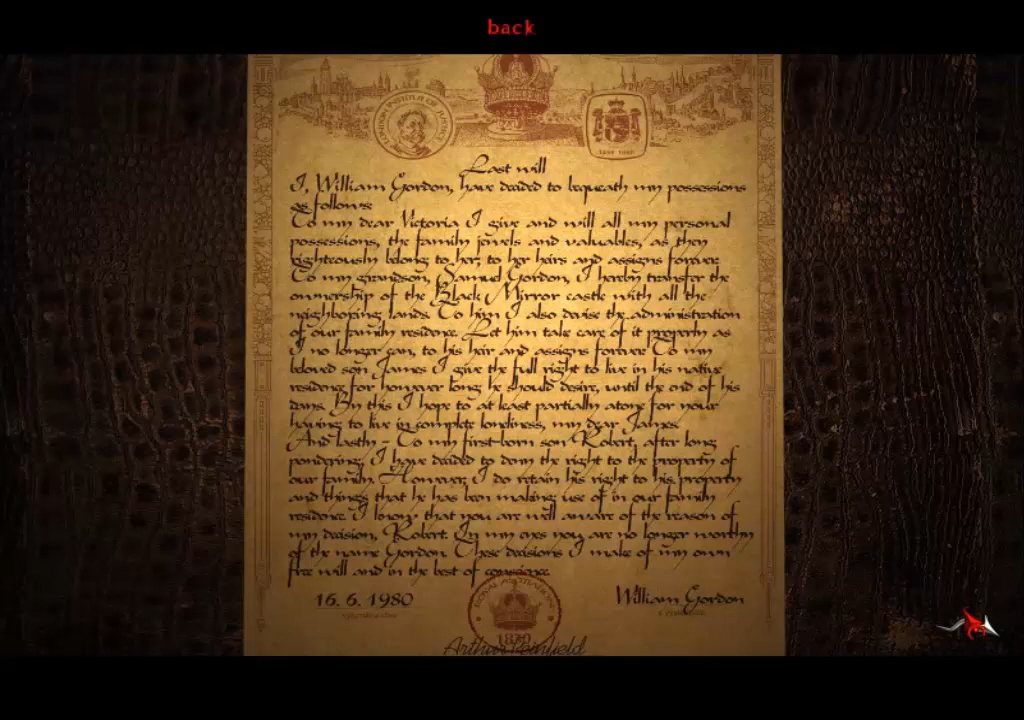 back
Last will
I, William Gordon, have decided to bequeath my possessions
as follows:
To my dear Victoria I give and will all my personal
possessions, the family jewels and valuables, as they
righteously belong to her, to her heirs and assigns forever.
To my grandson, Samuel Gordon, I hereby transfer the
ownership of the Black Mirror castle with all the
neighboring lands. To him I also devise the administration
of our family residence. Let him take care of it properly as
I no longer can, to his heir and assigns forever. To my
beloved son James I give the full right to live in his native
residence for however long he should desire, until the end of his
days. By this I hope to at least partially atone for your
having to live in complete loneliness, my dear James.
And lastly - To my first-born son Robert, after long
pondering, I have decided to deny the right to the property of
our family. However, I do retain his right to his property
and things that he has been making use of in our family
residence. I know that you are well aware of the reason of
my decision, Robert. In my eyes you are no longer worthy
of the name Gordon. These decisions I make of my own
free will and in the best of conscience.
16. 6. 1980
William Gordon
1830